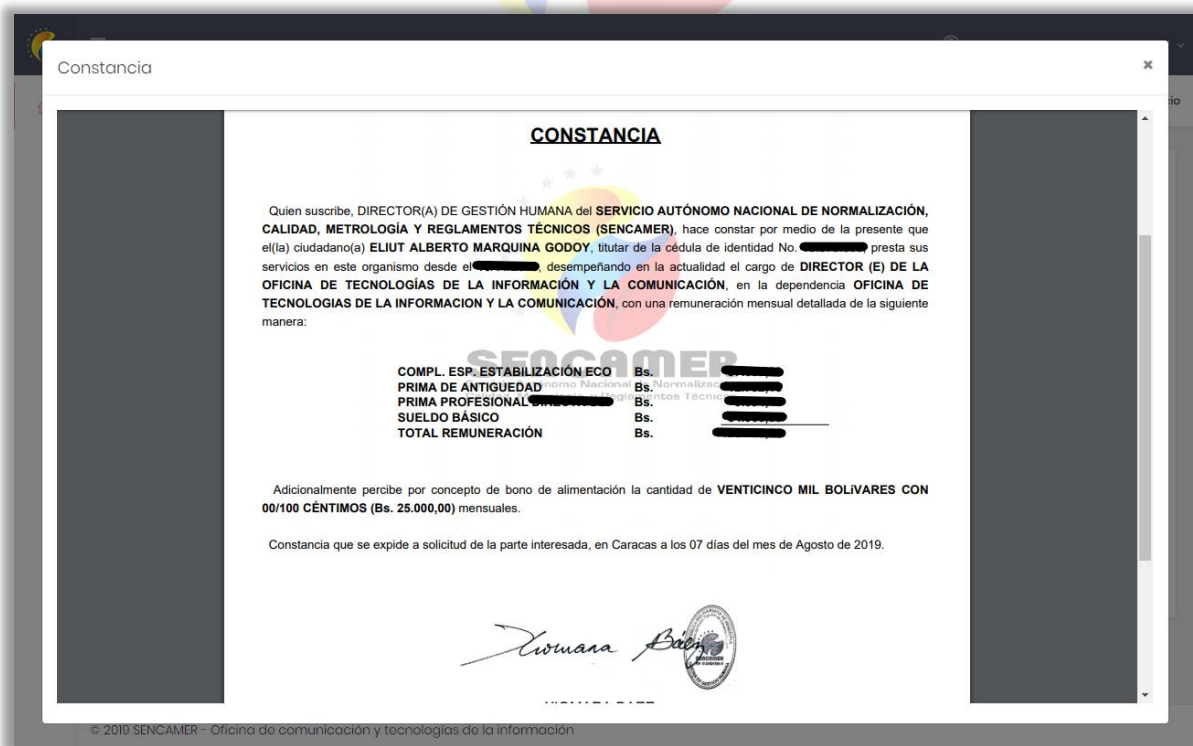 Constancia
×
cio
CONSTANCIA
Quien suscribe, DIRECTOR(A) DE GESTIÓN HUMANA del SERVICIO AUTÓNOMO NACIONAL DE NORMALIZACIÓN,
CALIDAD, METROLOGÍA Y REGLAMENTOS TÉCNICOS (SENCAMER), hace constar por medio de la presente que
el(la) ciudadano(a) ELIUT ALBERTO MARQUINA GODOY, titutar de la cédula de identidad No. presta sus
servicios en este organismo desde el , desempeñando en la actualidad el cargo de DIRECTOR (E) DE LA
OFICINA DE TECNOLOGÍAS DE LA INFORMACIÓN Y LA COMUNICACIÓN, en la dependencia OFICINA DE
TECNOLOGIAS DE LA INFORMACION Y LA COMUNICACIÓN, con una remuneración mensual detallada de la siguiente
manera:
SENCAMER
COMPL. ESP. ESTABILIZACIÓN ECO Bs.
PRIMA DE ANTIGUEDAD Bs.
PRIMA PROFESIONAL Bs.
SUELDO BÁSICO Bs.
TOTAL REMUNERACIÓN Bs.
Adicionalmente percibe por concepto de bono de alimentación la cantidad de VENTICINCO MIL BOLíVARES CON
00/100 CÉNTIMOS (Bs. 25.000,00) mensuales.
Constancia que se expide a solicitud de la parte interesada, en Caracas a los 07 días del mes de Agosto de 2019.
Xiomara Báez
© 2019 SENCAMER - Oficina de comunicación y tecnologías de la información